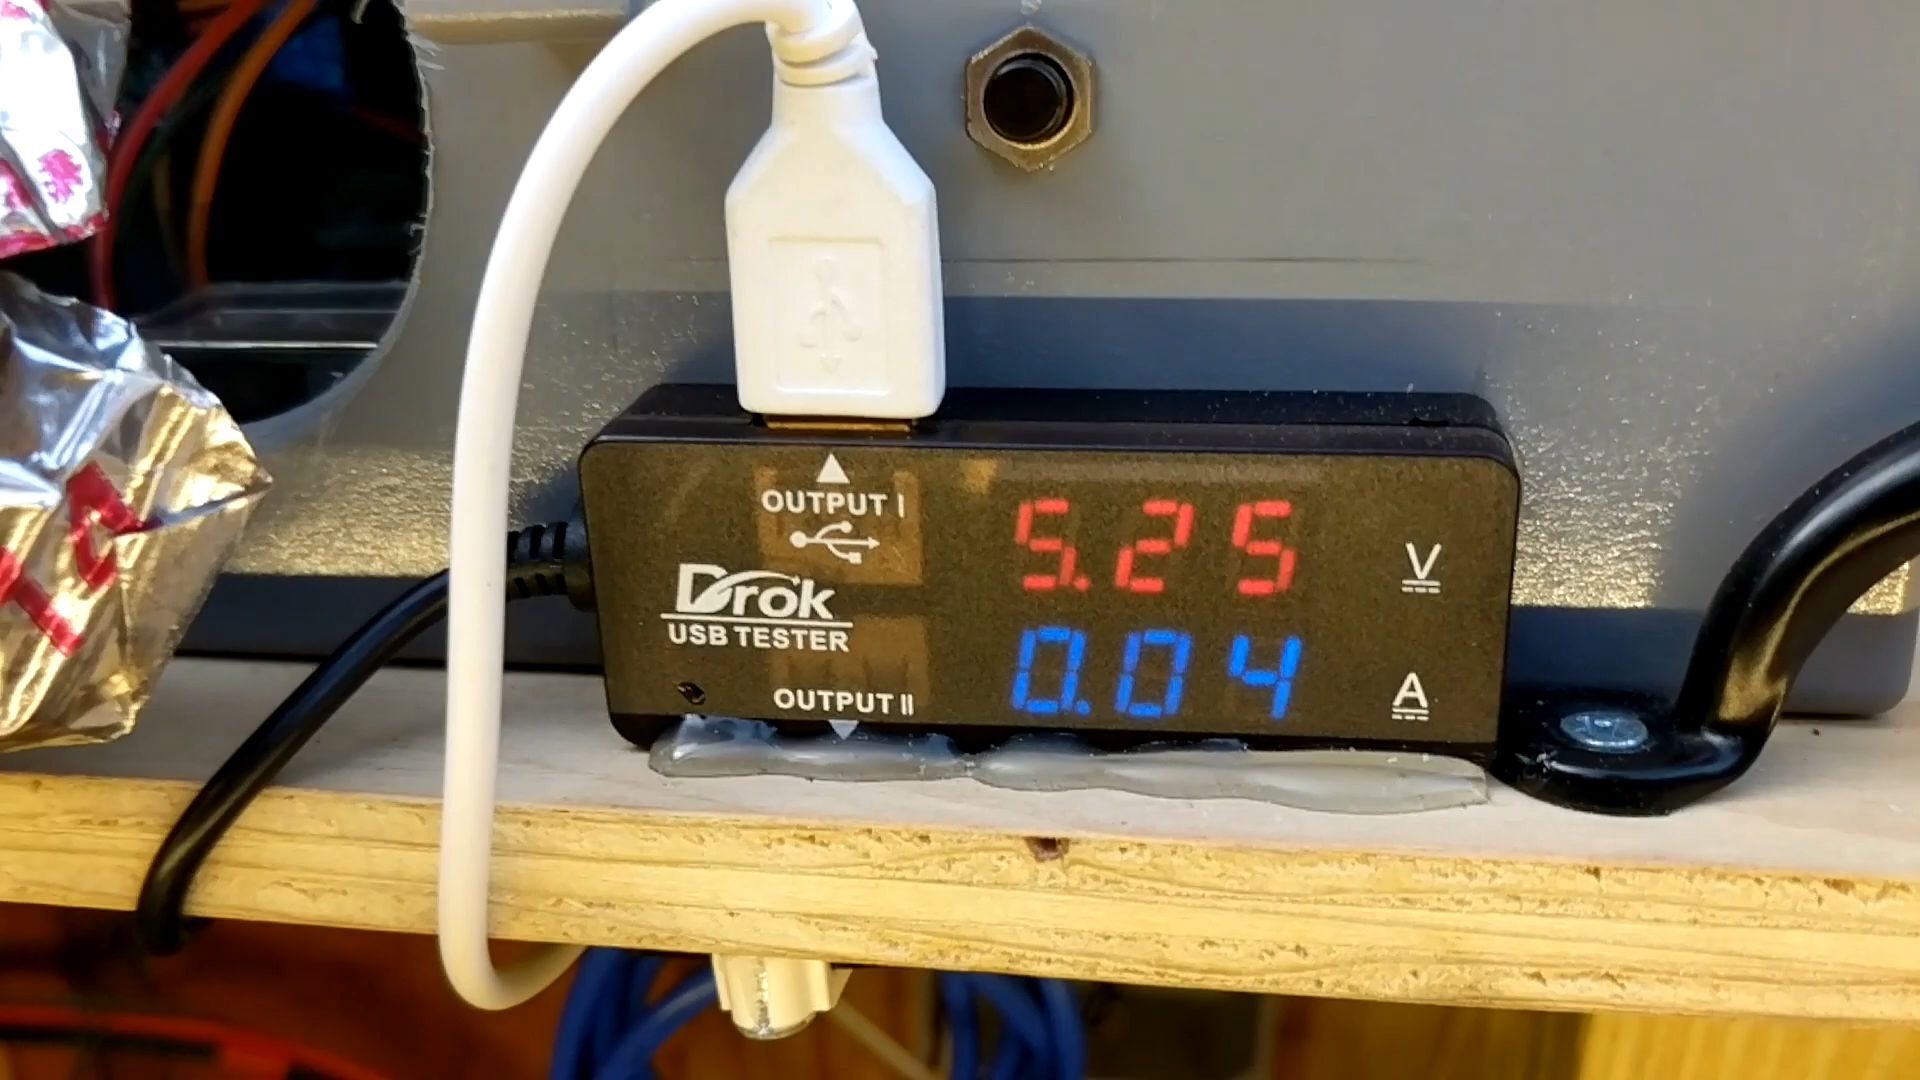 OUTPUT I
Drok
USB TESTER
OUTPUT II
5.25 V
0.04 A